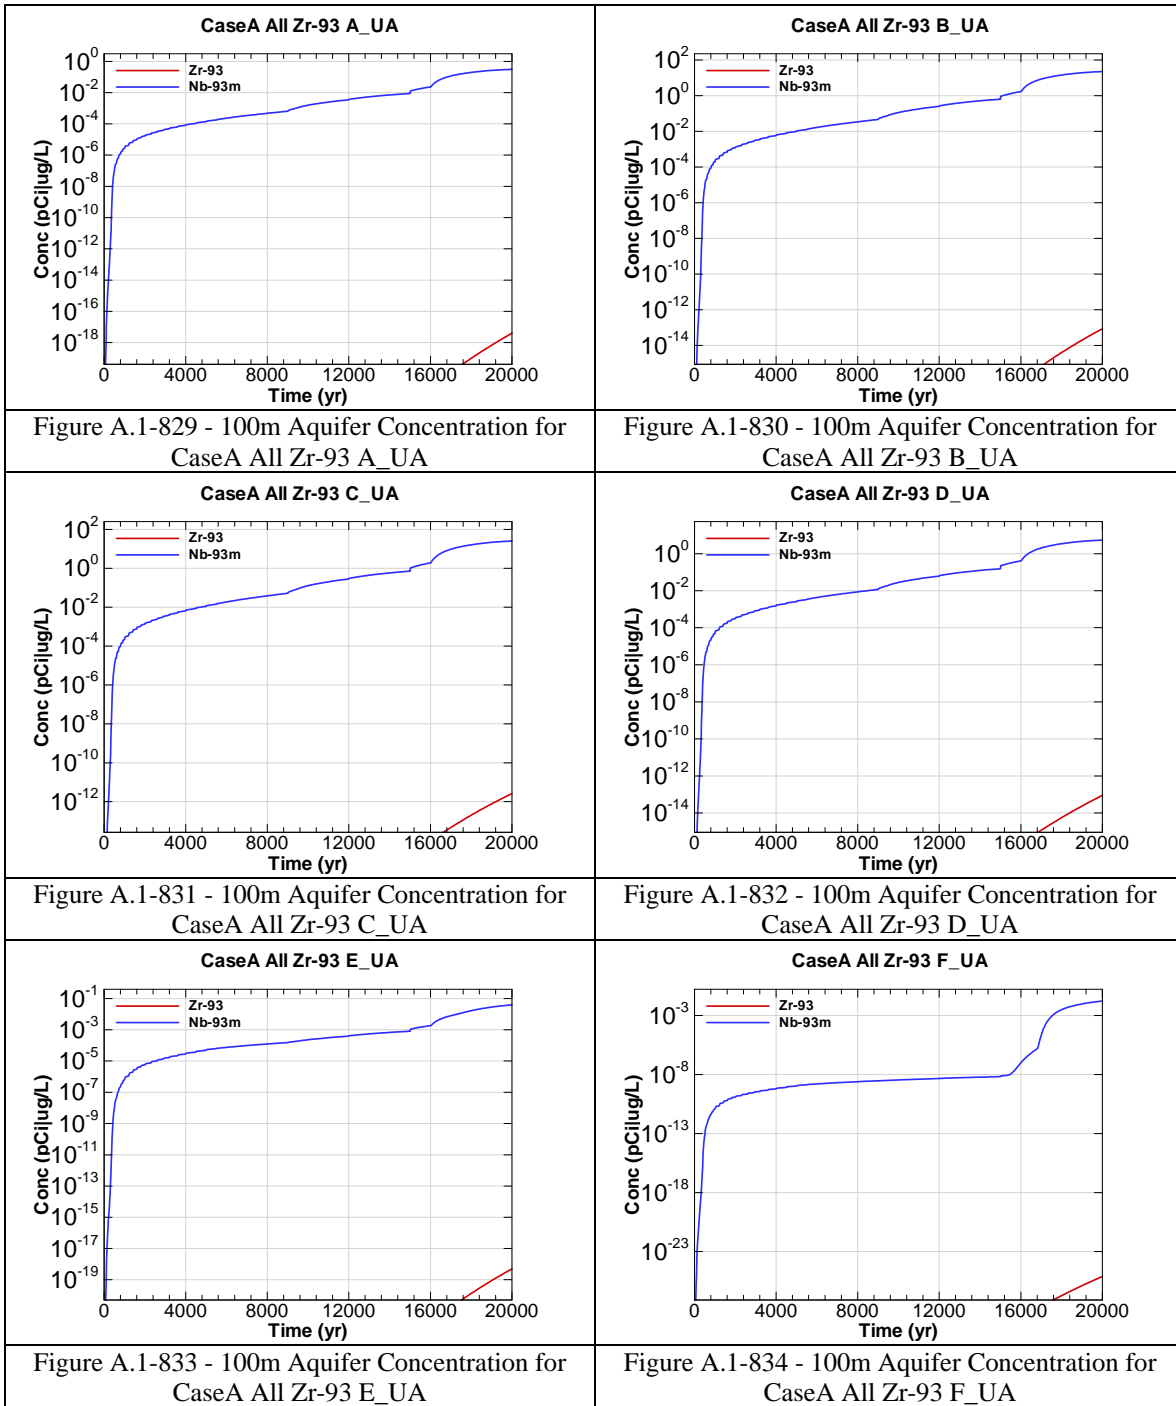 CaseA All Zr-93 A_UA
Zr-93
Nb-93m
Conc (pCi|ug/L)
10^0
10^-2
10^-4
10^-6
10^-8
10^-10
10^-12
10^-14
10^-16
10^-18
0 4000 8000 12000 16000 20000
Time (yr)
Figure A.1-829 - 100m Aquifer Concentration for
CaseA All Zr-93 A_UA
CaseA All Zr-93 B_UA
Zr-93
Nb-93m
Conc (pCi|ug/L)
10^2
10^0
10^-2
10^-4
10^-6
10^-8
10^-10
10^-12
10^-14
0 4000 8000 12000 16000 20000
Time (yr)
Figure A.1-830 - 100m Aquifer Concentration for
CaseA All Zr-93 B_UA
CaseA All Zr-93 C_UA
Zr-93
Nb-93m
Conc (pCi|ug/L)
10^2
10^0
10^-2
10^-4
10^-6
10^-8
10^-10
10^-12
0 4000 8000 12000 16000 20000
Time (yr)
Figure A.1-831 - 100m Aquifer Concentration for
CaseA All Zr-93 C_UA
CaseA All Zr-93 D_UA
Zr-93
Nb-93m
Conc (pCi|ug/L)
10^0
10^-2
10^-4
10^-6
10^-8
10^-10
10^-12
10^-14
0 4000 8000 12000 16000 20000
Time (yr)
Figure A.1-832 - 100m Aquifer Concentration for
CaseA All Zr-93 D_UA
CaseA All Zr-93 E_UA
Zr-93
Nb-93m
Conc (pCi|ug/L)
10^-1
10^-3
10^-5
10^-7
10^-9
10^-11
10^-13
10^-15
10^-17
10^-19
0 4000 8000 12000 16000 20000
Time (yr)
Figure A.1-833 - 100m Aquifer Concentration for
CaseA All Zr-93 E_UA
CaseA All Zr-93 F_UA
Zr-93
Nb-93m
Conc (pCi|ug/L)
10^-3
10^-8
10^-13
10^-18
10^-23
0 4000 8000 12000 16000 20000
Time (yr)
Figure A.1-834 - 100m Aquifer Concentration for
CaseA All Zr-93 F_UA